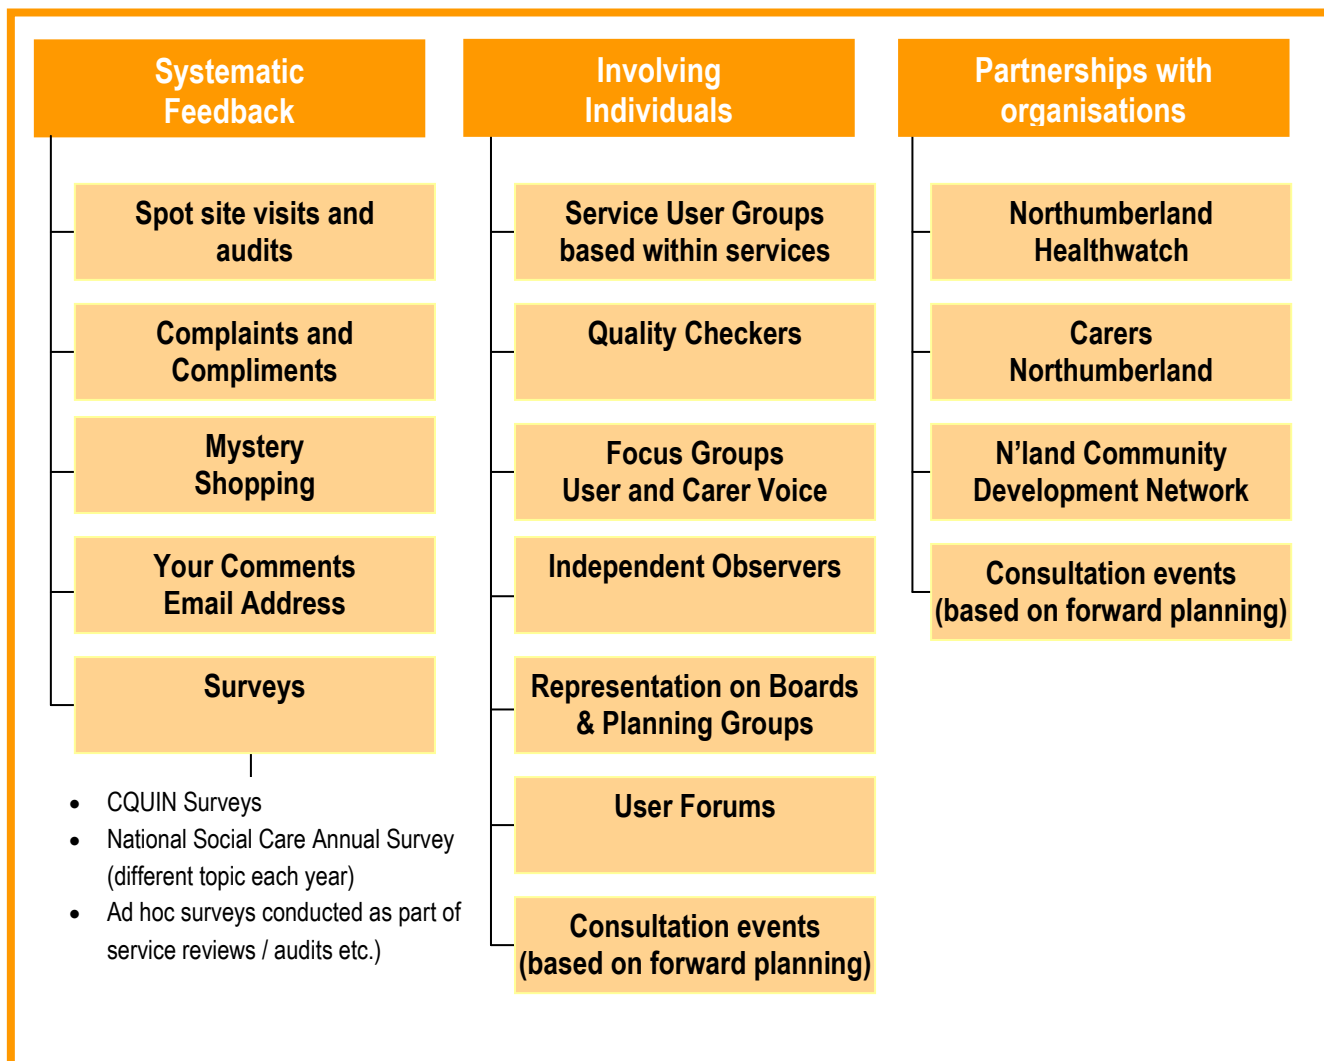 Systematic
Feedback
Spot site visits and
audits
Complaints and
Compliments
Mystery
Shopping
Your Comments
Email Address
Surveys
• CQUIN Surveys
• National Social Care Annual Survey
(different topic each year)
• Ad hoc surveys conducted as part of
service reviews / audits etc.)
Involving
Individuals
Service User Groups
based within services
Quality Checkers
Focus Groups
User and Carer Voice
Independent Observers
Representation on Boards
& Planning Groups
User Forums
Consultation events
(based on forward planning)
Partnerships with
organisations
Northumberland
Healthwatch
Carers
Northumberland
N’land Community
Development Network
Consultation events
(based on forward planning)